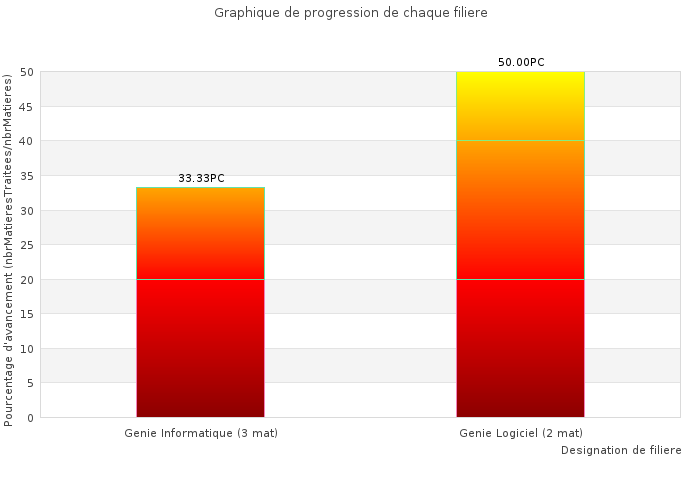 Graphique de progression de chaque filiere
Pourcentage d'avancement (nbrMatieresTraitees/nbrMatieres)
50
45
40
35
30
25
20
15
10
5
0
33.33PC
50.00PC
Genie Informatique (3 mat)
Genie Logiciel (2 mat)
Designation de filiere